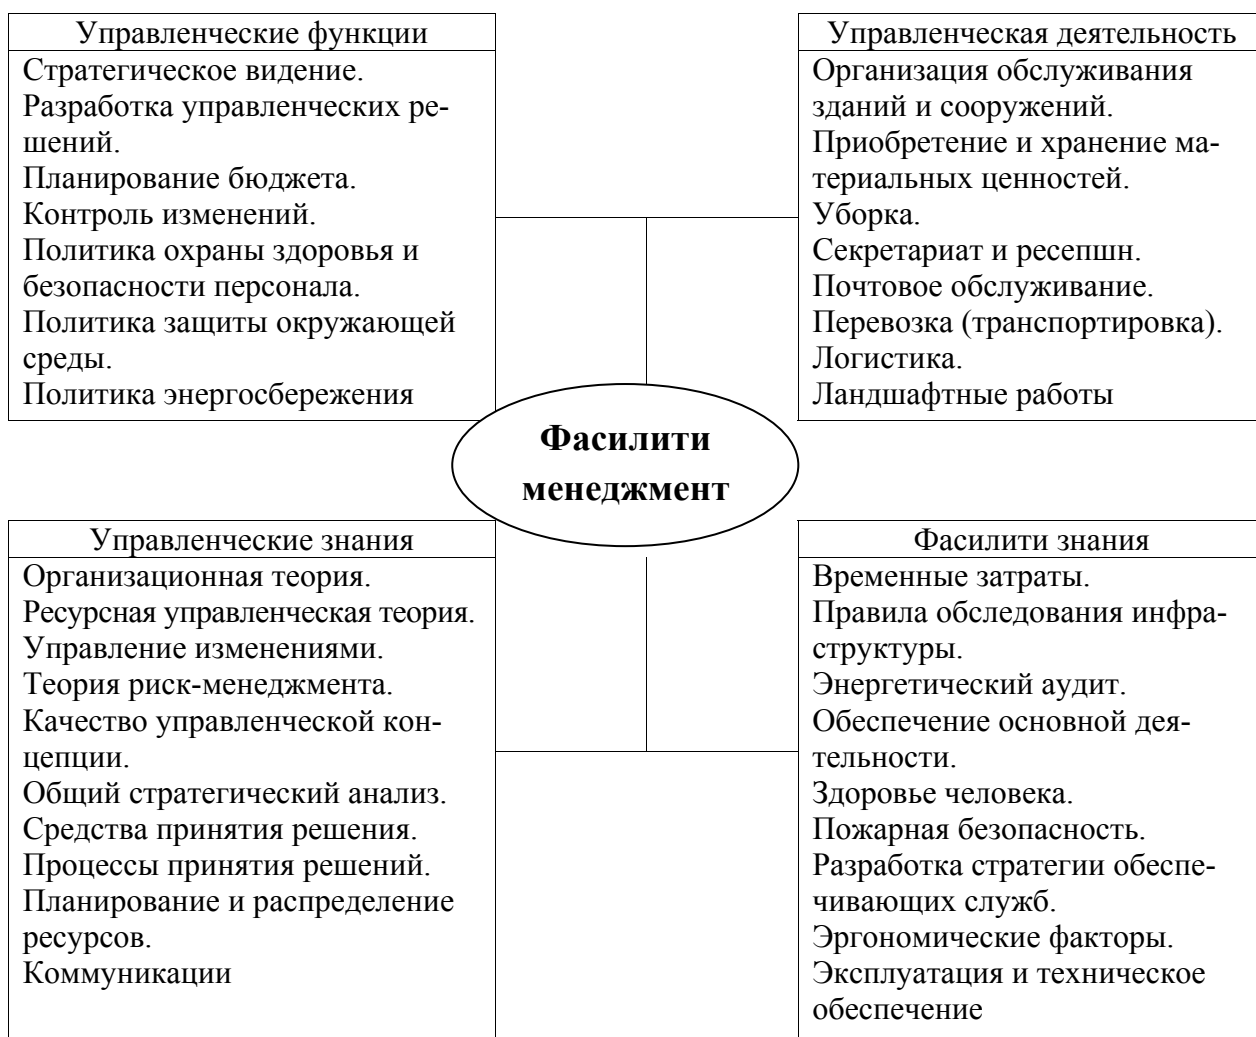 Управленческие функции
Стратегическое видение.
Разработка управленческих ре-
шений.
Планирование бюджета.
Контроль изменений.
Политика охраны здоровья и
безопасности персонала.
Политика защиты окружающей
среды.
Политика энергосбережения
Управленческая деятельность
Организация обслуживания
зданий и сооружений.
Приобретение и хранение ма-
териальных ценностей.
Уборка.
Секретариат и ресепшн.
Почтовое обслуживание.
Перевозка (транспортировка).
Логистика.
Ландшафтные работы
Фасилити
менеджмент
Управленческие знания
Организационная теория.
Ресурсная управленческая теория.
Управление изменениями.
Теория риск-менеджмента.
Качество управленческой кон-
цепции.
Общий стратегический анализ.
Средства принятия решения.
Процессы принятия решений.
Планирование и распределение
ресурсов.
Коммуникации
Фасилити знания
Временные затраты.
Правила обследования инфра-
структуры.
Энергетический аудит.
Обеспечение основной дея-
тельности.
Здоровье человека.
Пожарная безопасность.
Разработка стратегии обеспе-
чивающих служб.
Эргономические факторы.
Эксплуатация и техническое
обеспечение